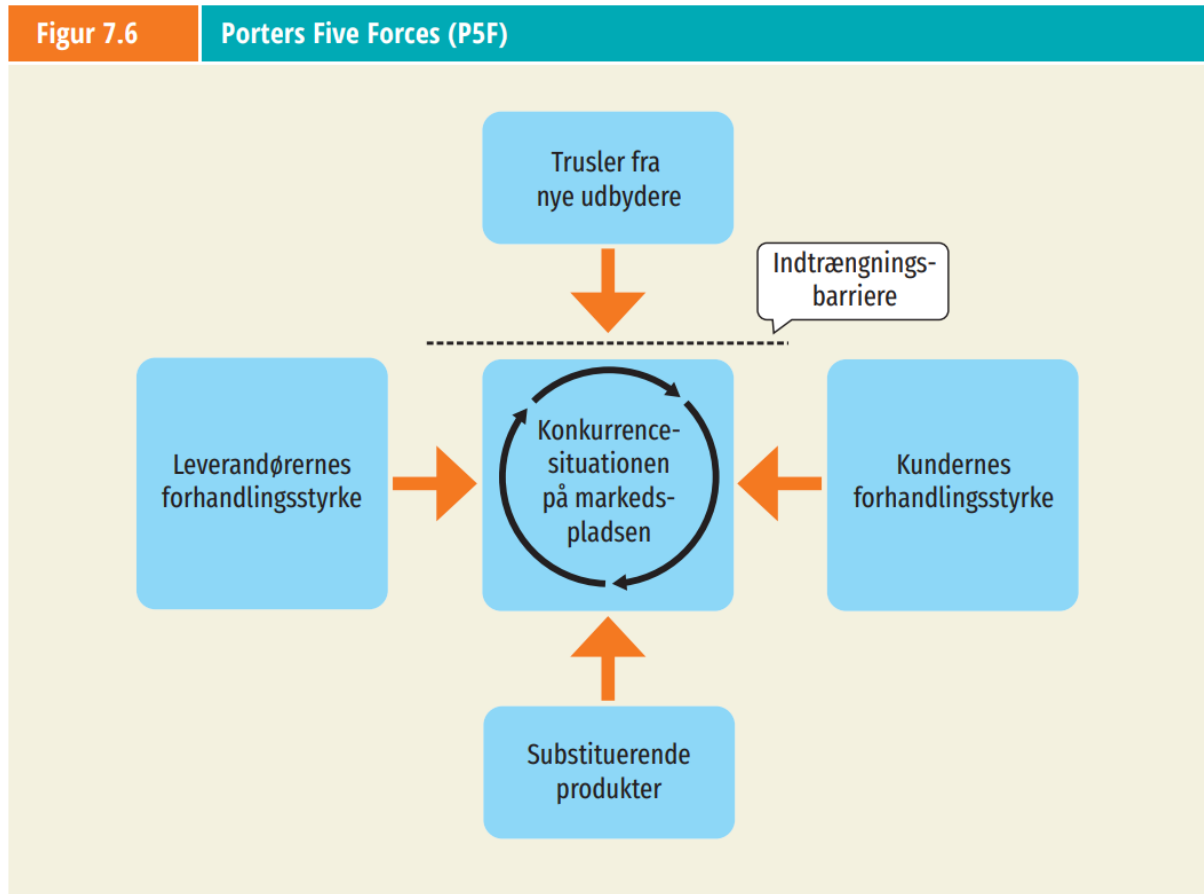 Figur 7.6
Porters Five Forces (P5F)
Trusler fra
nye udbydere
Indtrængnings-
barriere
Leverandørernes
forhandlingsstyrke
Konkurrence-
situationen
på markeds-
pladsen
Kundernes
forhandlingsstyrke
Substituerende
produkter